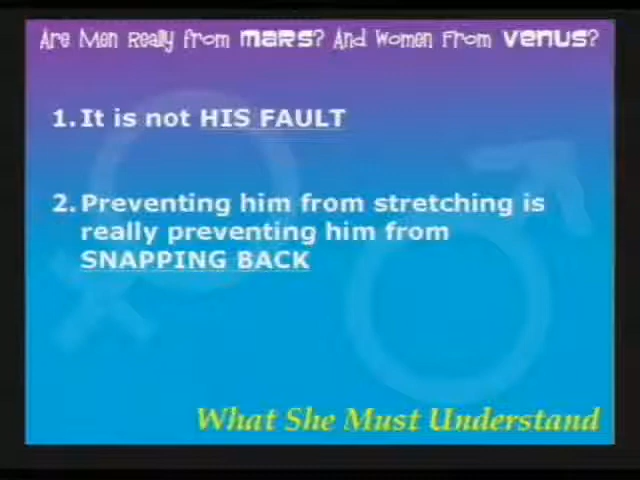 Are Men Really from MARS? And Women From VENUS?
1. It is not HIS FAULT
2. Preventing him from stretching is
really preventing him from
SNAPPING BACK
What She Must Understand